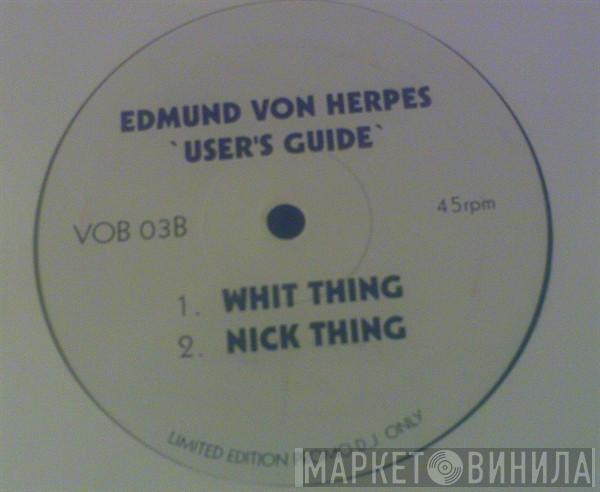 EDMUND VON HERPES
`USER'S GUIDE`
VOB 03B
45rpm
1. WHIT THING
2. NICK THING
LIMITED EDITION PROMO D.J. ONLY
МАРКЕТ ВИНИЛА